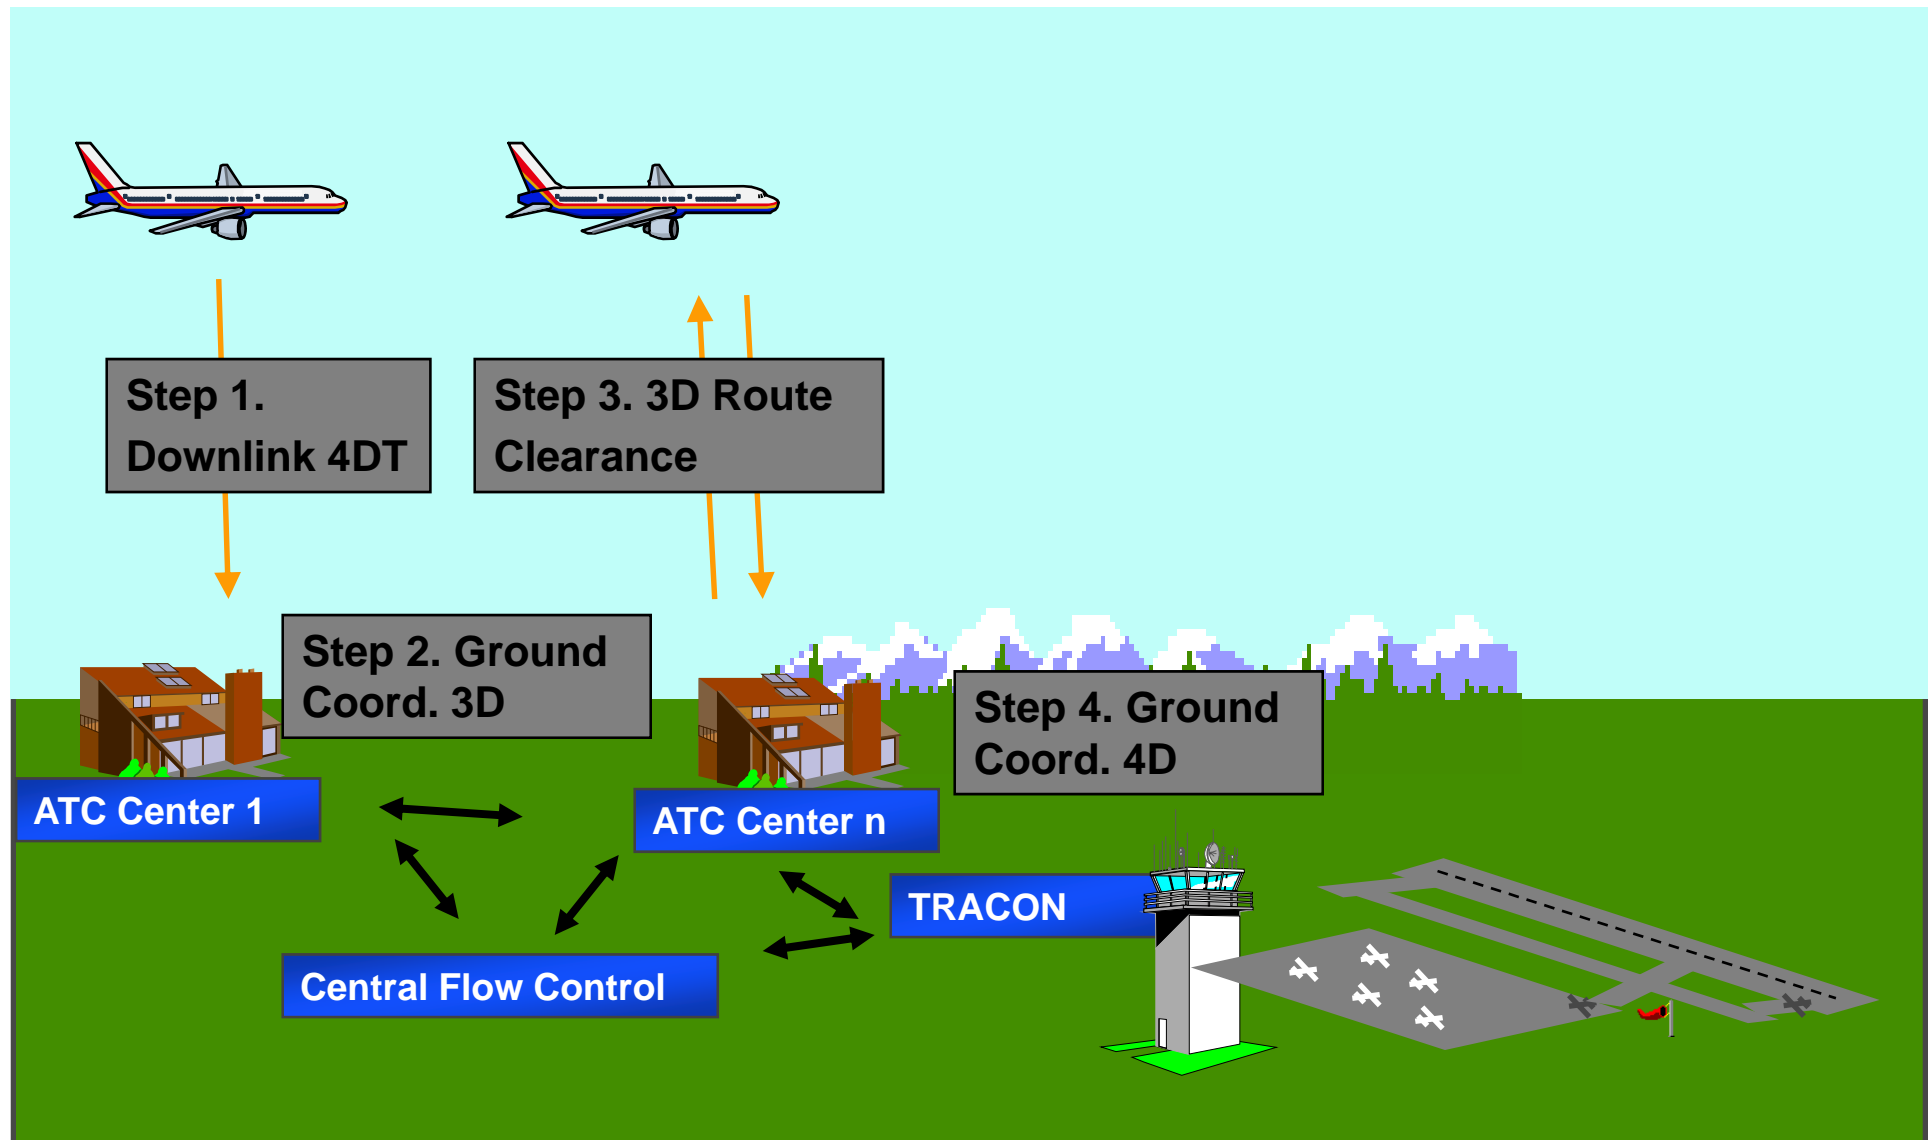 Step 1.
Downlink 4DT
Step 3. 3D Route
Clearance
Step 2. Ground
Coord. 3D
Step 4. Ground
Coord. 4D
ATC Center 1
ATC Center n
TRACON
Central Flow Control